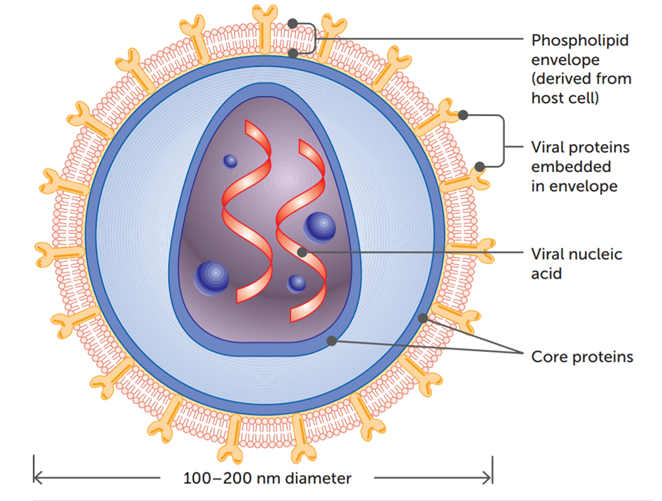 Phospholipid
envelope
(derived from
host cell)
Viral proteins
embedded
in envelope
Viral nucleic
acid
Core proteins
100–200 nm diameter